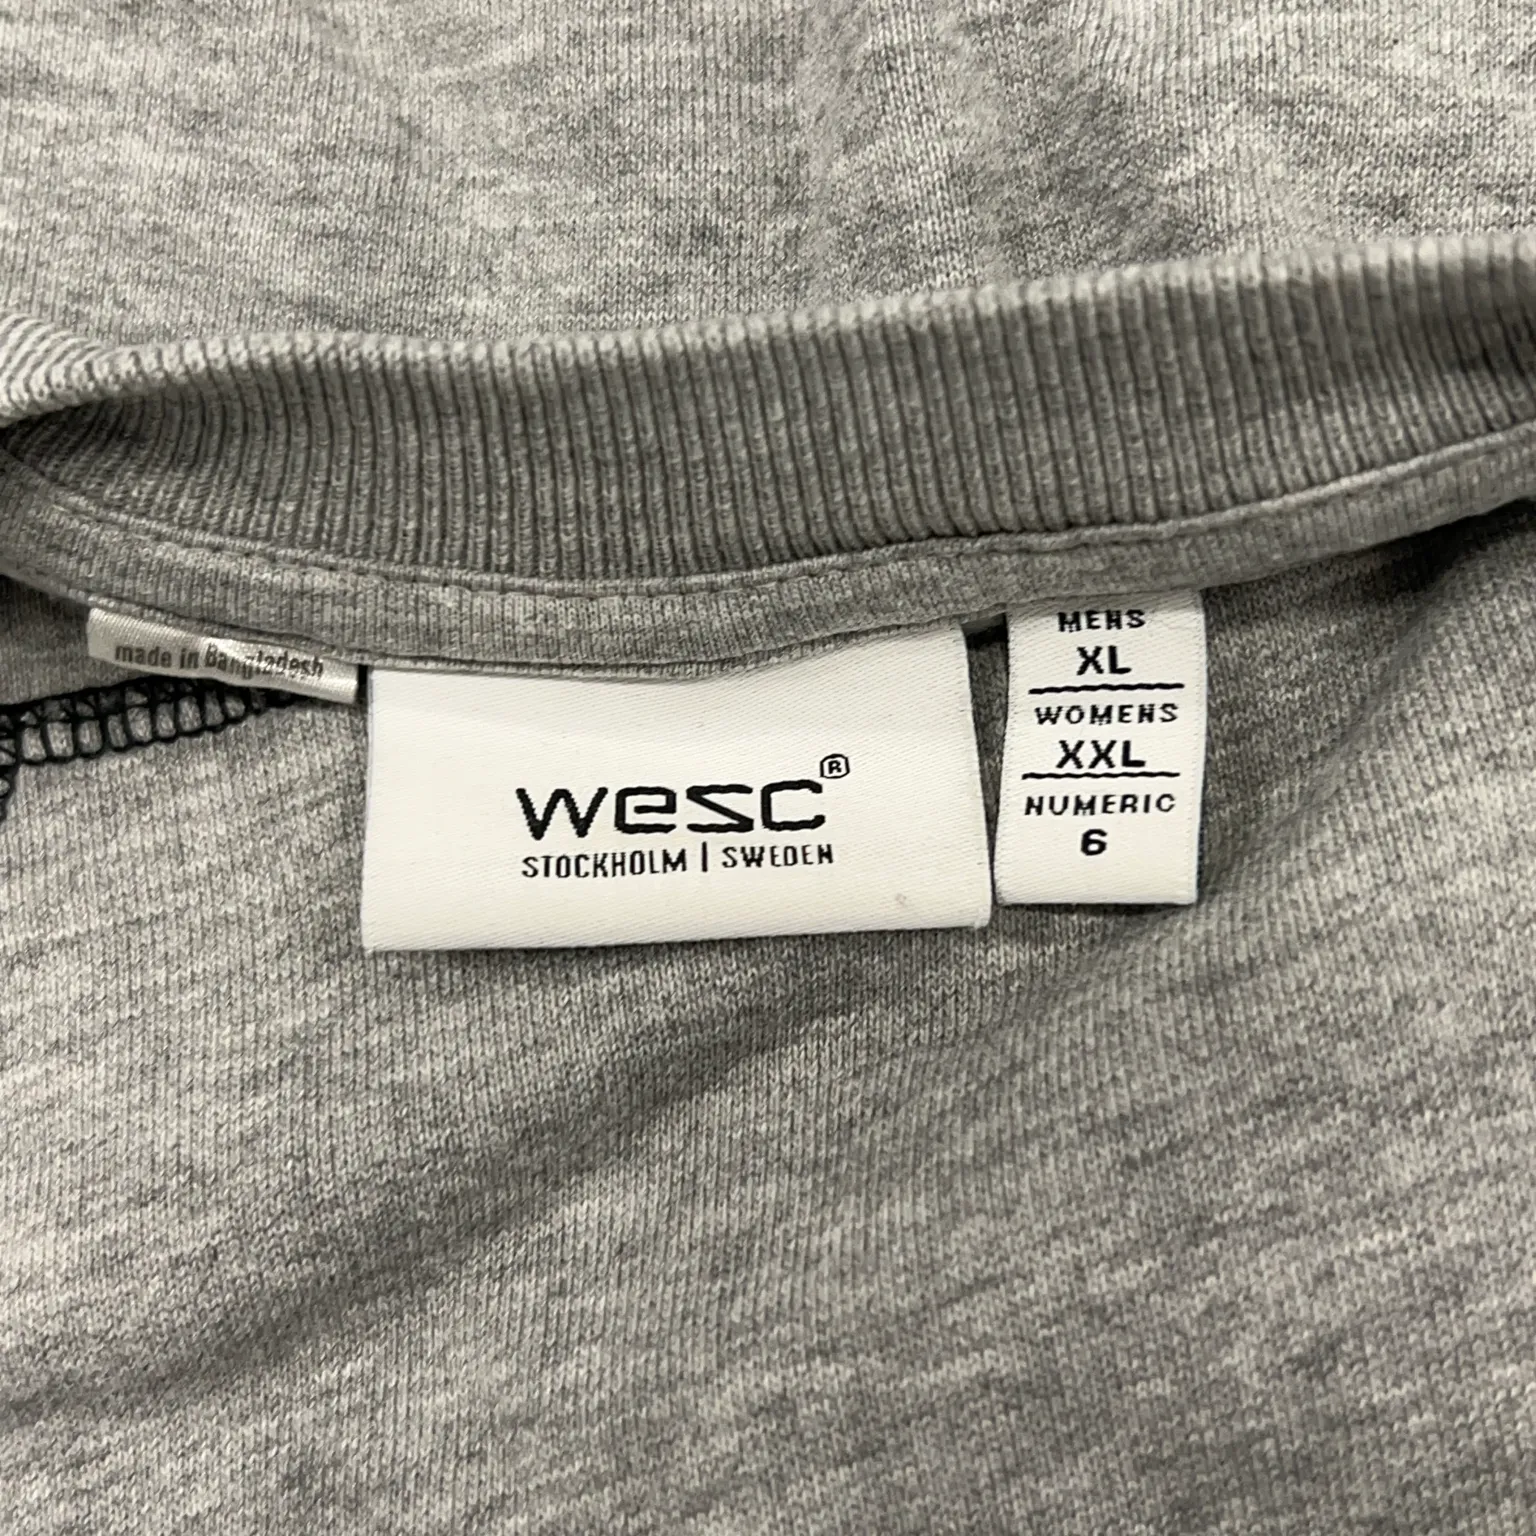 made in Bangladesh
wesc®
STOCKHOLM | SWEDEN
MENS
XL
WOMENS
XXL
NUMERIC
6